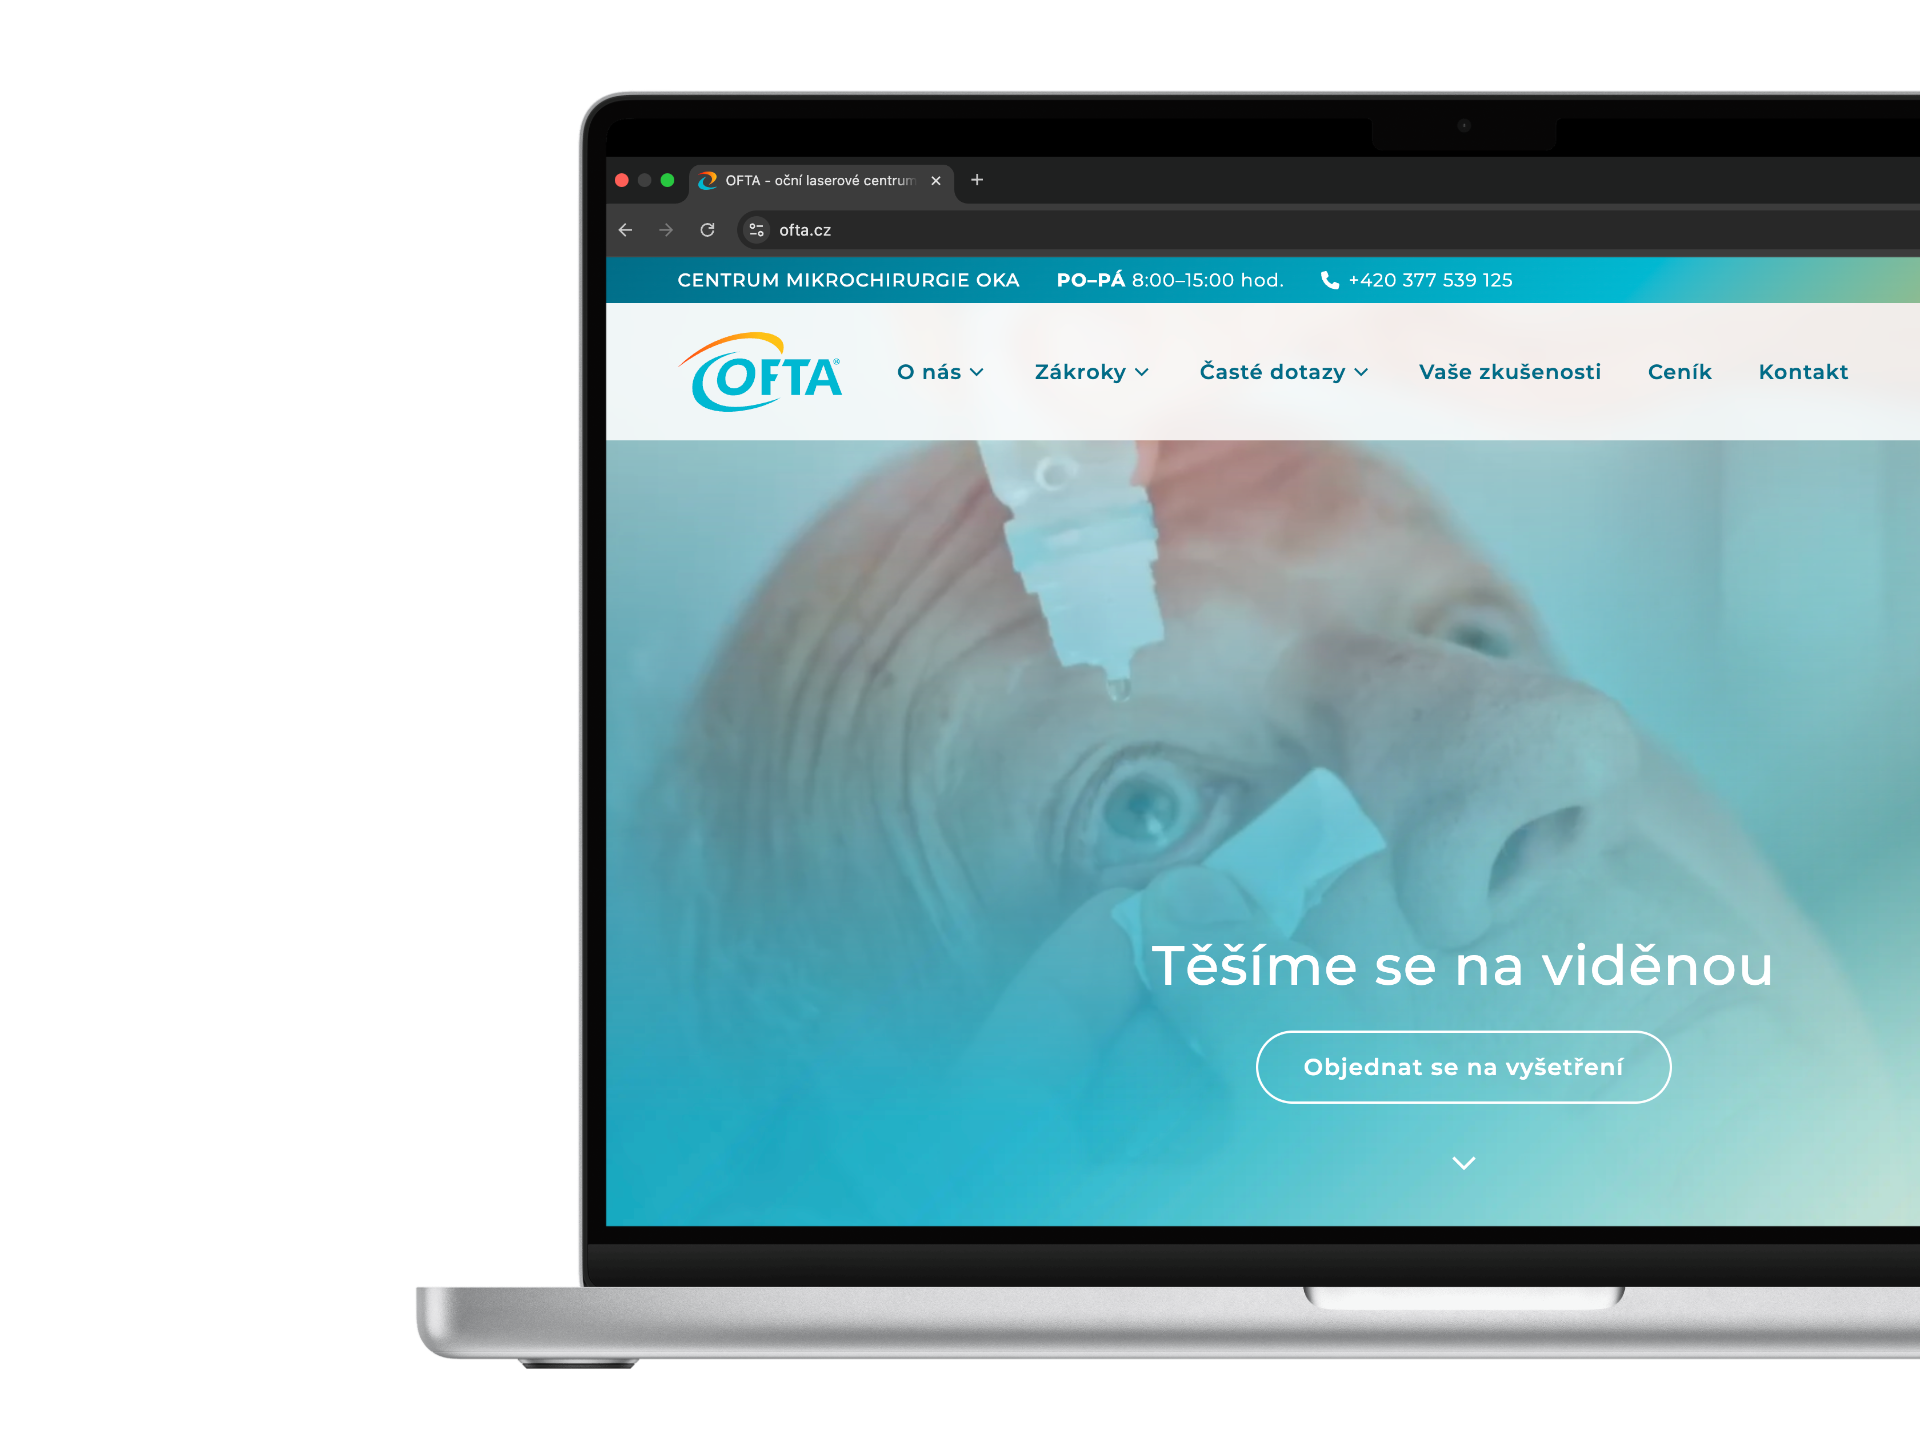 OFTA - oční laserové centrum
ofta.cz
CENTRUM MIKROCHIRURGIE OKA PO–PÁ 8:00–15:00 hod. +420 377 539 125
OFTA® O nás Zákroky Časté dotazy Vaše zkušenosti Ceník Kontakt
Těšíme se na viděnou
Objednat se na vyšetření